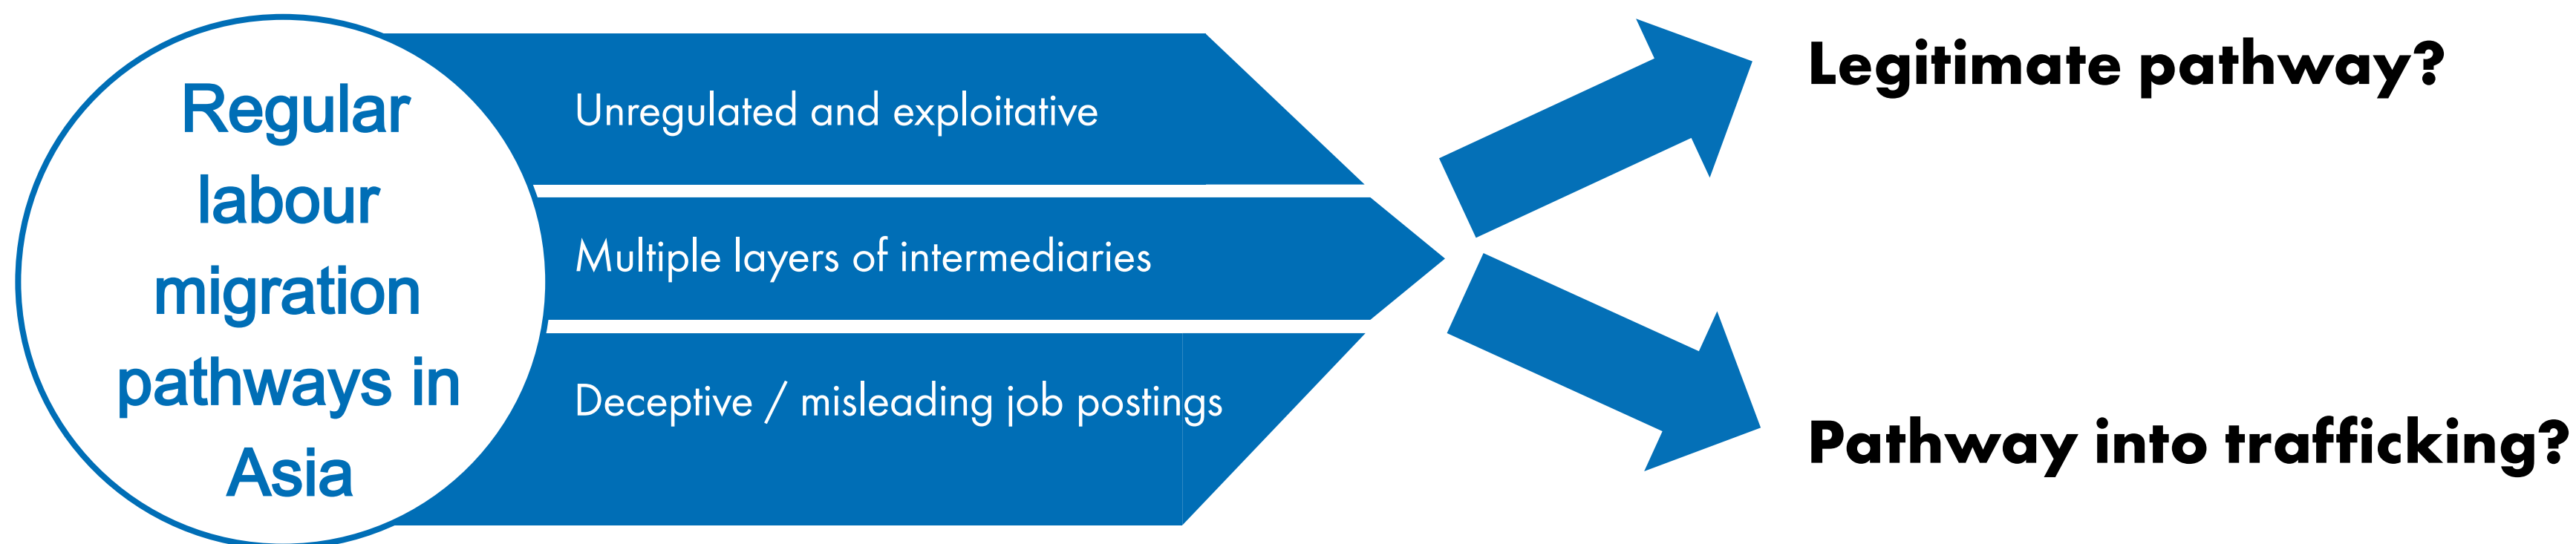 Regular
labour
migration
pathways in
Asia
Unregulated and exploitative
Multiple layers of intermediaries
Deceptive / misleading job postings
Legitimate pathway?
Pathway into trafficking?